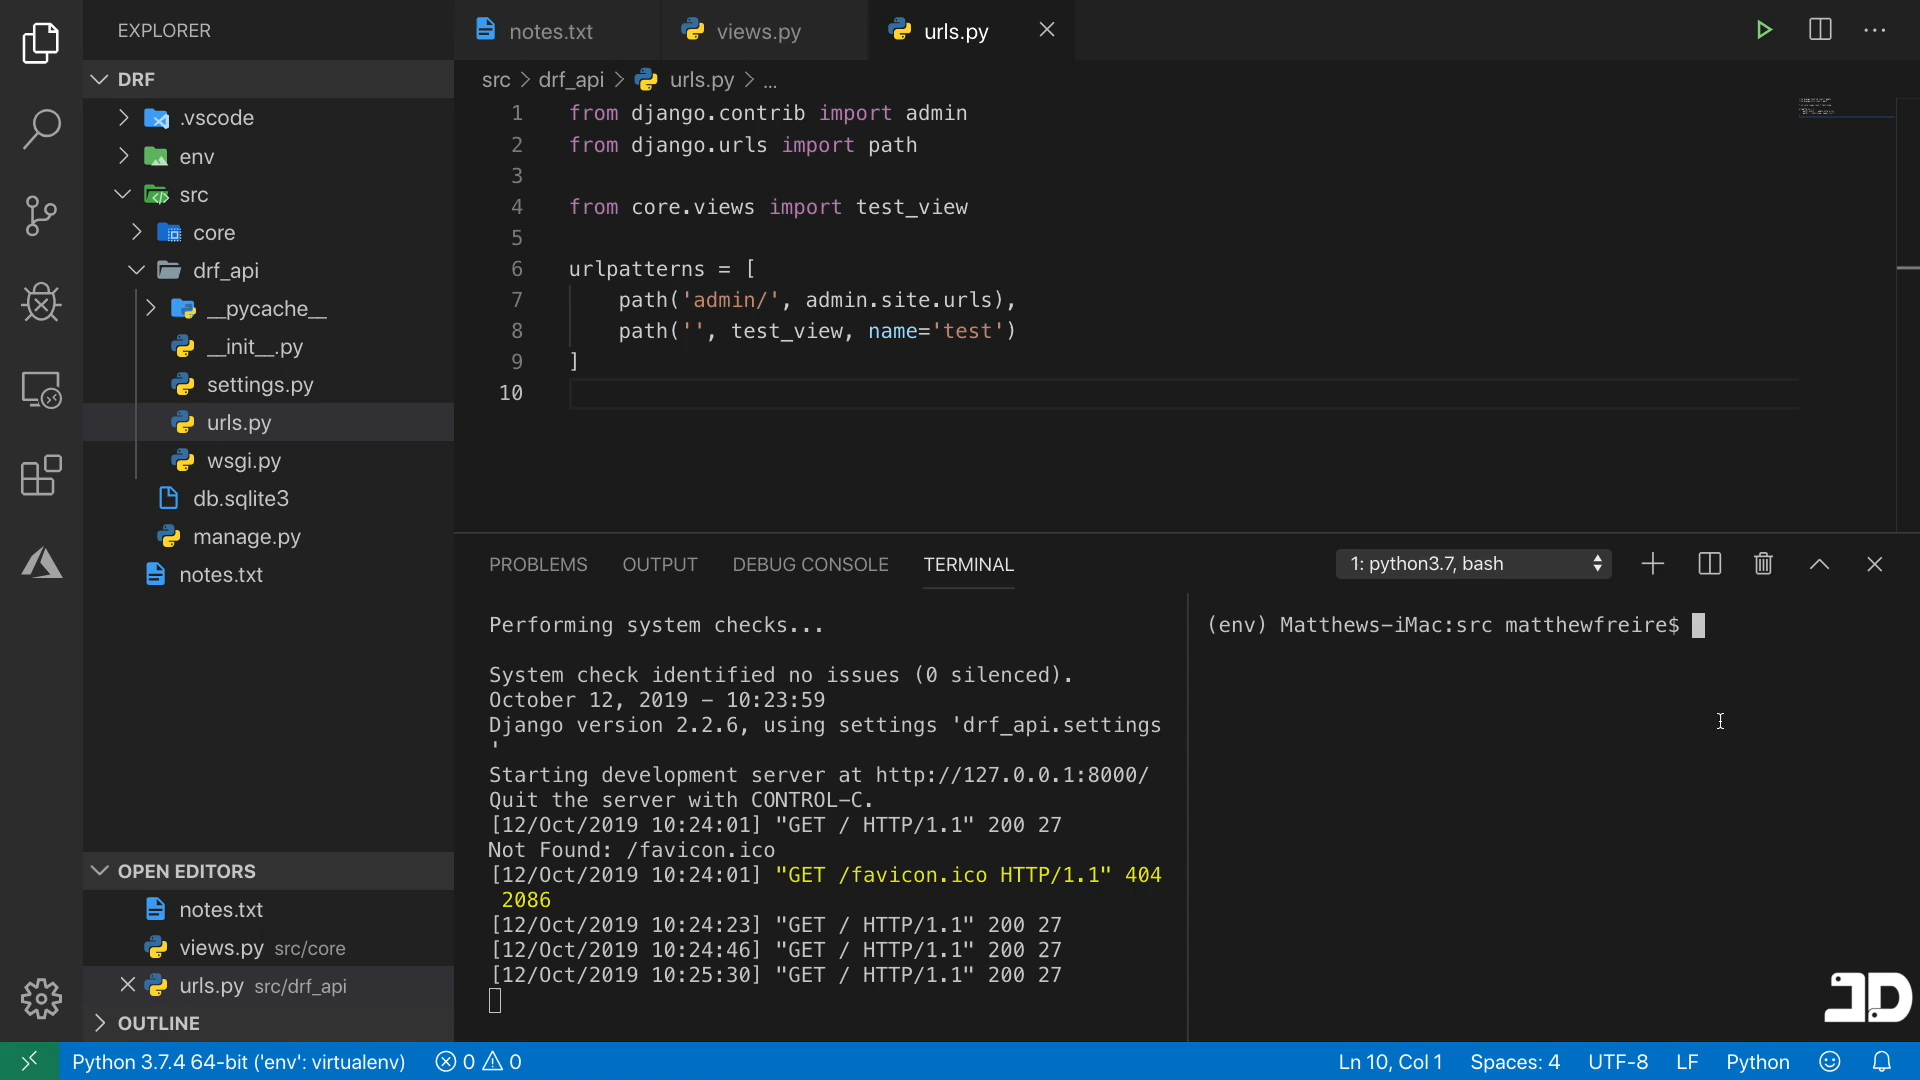 EXPLORER
DRF
.vscode
env
src
core
drf_api
__pycache__
__init__.py
settings.py
urls.py
wsgi.py
db.sqlite3
manage.py
notes.txt
OPEN EDITORS
notes.txt
views.py src/core
urls.py src/drf_api
OUTLINE
notes.txt views.py urls.py
src > drf_api > urls.py > ...
1 from django.contrib import admin
2 from django.urls import path
3
4 from core.views import test_view
5
6 urlpatterns = [
7 path('admin/', admin.site.urls),
8 path('', test_view, name='test')
9 ]
10
PROBLEMS OUTPUT DEBUG CONSOLE TERMINAL 1: python3.7, bash
Performing system checks...
System check identified no issues (0 silenced).
October 12, 2019 - 10:23:59
Django version 2.2.6, using settings 'drf_api.settings
'
Starting development server at http://127.0.0.1:8000/
Quit the server with CONTROL-C.
[12/Oct/2019 10:24:01] "GET / HTTP/1.1" 200 27
Not Found: /favicon.ico
[12/Oct/2019 10:24:01] "GET /favicon.ico HTTP/1.1" 404
2086
[12/Oct/2019 10:24:23] "GET / HTTP/1.1" 200 27
[12/Oct/2019 10:24:46] "GET / HTTP/1.1" 200 27
[12/Oct/2019 10:25:30] "GET / HTTP/1.1" 200 27
(env) Matthews-iMac:src matthewfreire$
JD
Python 3.7.4 64-bit ('env': virtualenv) 0 0 Ln 10, Col 1 Spaces: 4 UTF-8 LF Python